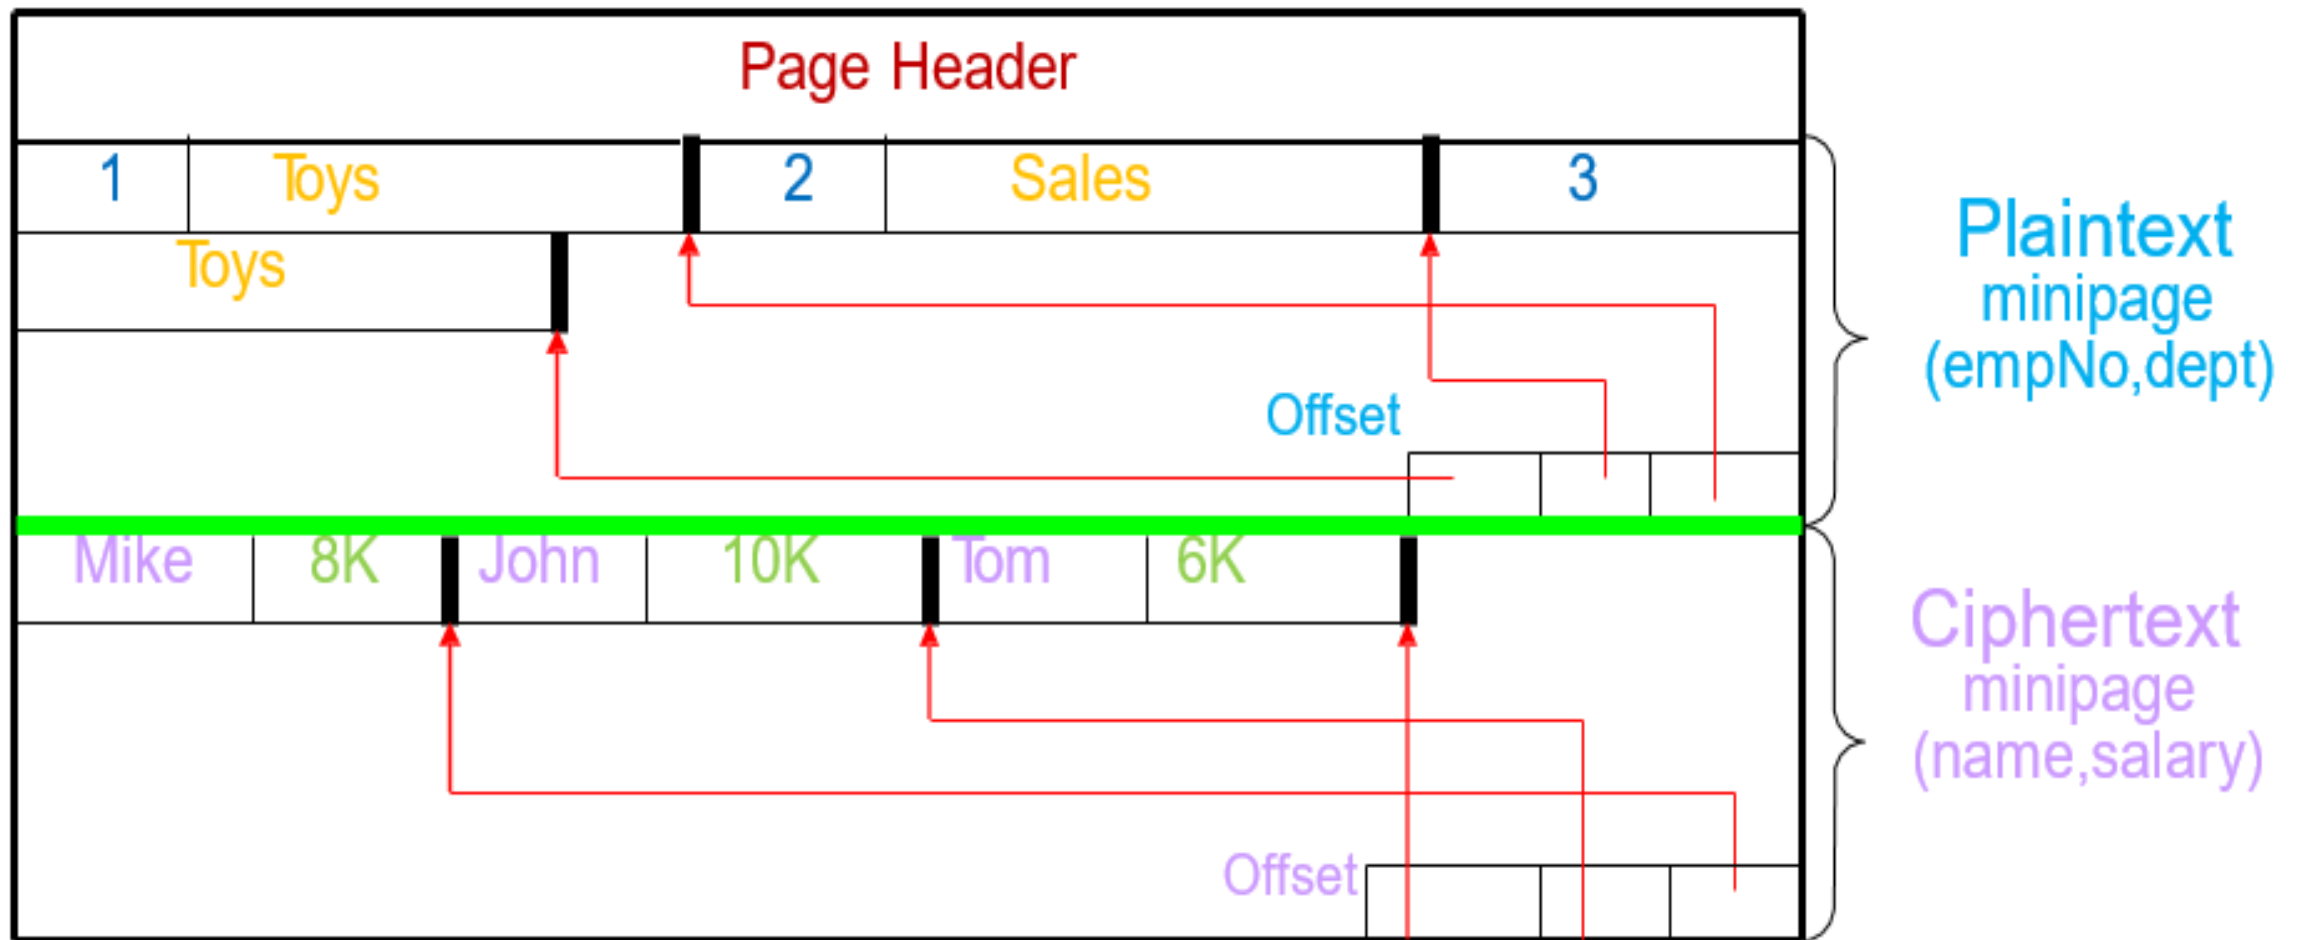 Page Header
1 Toys 2 Sales 3
Toys
Offset
Plaintext
minipage
(empNo,dept)
Mike 8K John 10K Tom 6K
Offset
Ciphertext
minipage
(name,salary)